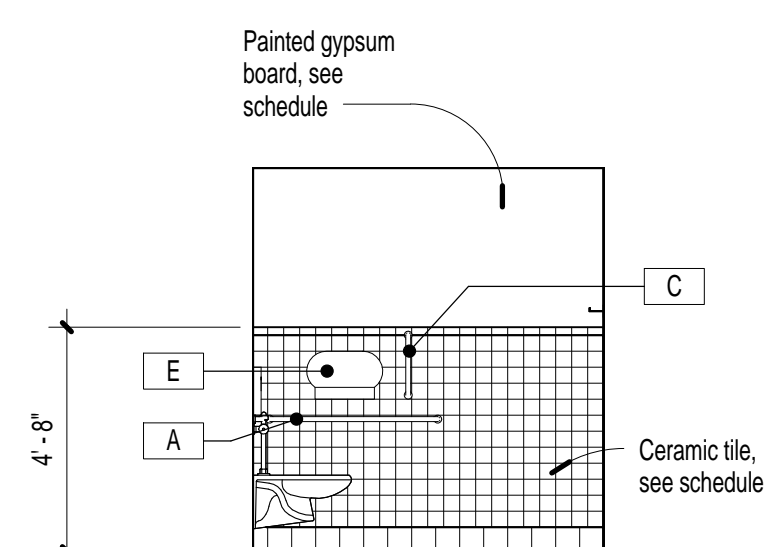 Painted gypsum
board, see
schedule
C
E
A
4' - 8"
Ceramic tile,
see schedule